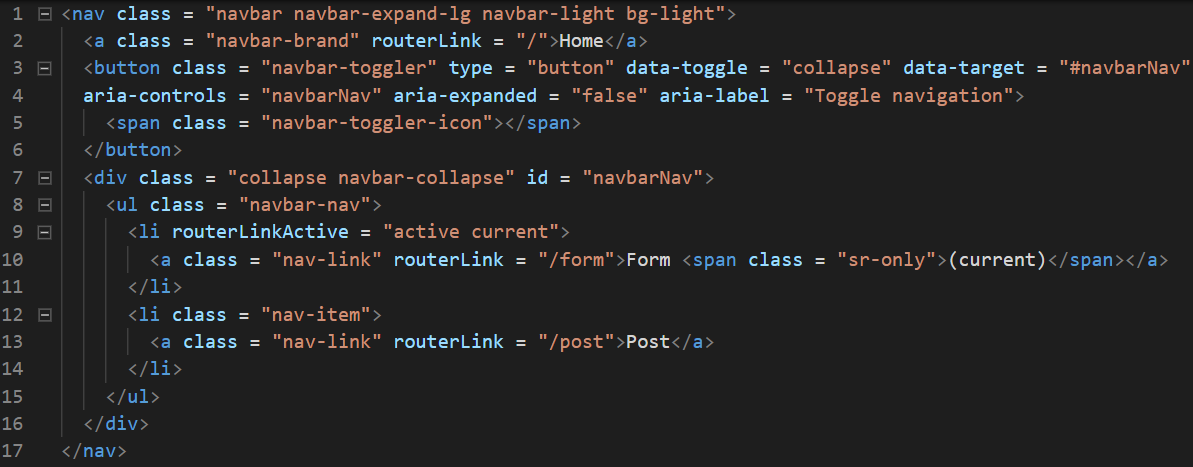 1 <nav class = "navbar navbar-expand-lg navbar-light bg-light">
2 <a class = "navbar-brand" routerLink = "/">Home</a>
3 <button class = "navbar-toggler" type = "button" data-toggle = "collapse" data-target = "#navbarNav"
4 aria-controls = "navbarNav" aria-expanded = "false" aria-label = "Toggle navigation">
5 <span class = "navbar-toggler-icon"></span>
6 </button>
7 <div class = "collapse navbar-collapse" id = "navbarNav">
8 <ul class = "navbar-nav">
9 <li routerLinkActive = "active current">
10 <a class = "nav-link" routerLink = "/form">Form <span class = "sr-only">(current)</span></a>
11 </li>
12 <li class = "nav-item">
13 <a class = "nav-link" routerLink = "/post">Post</a>
14 </li>
15 </ul>
16 </div>
17 </nav>